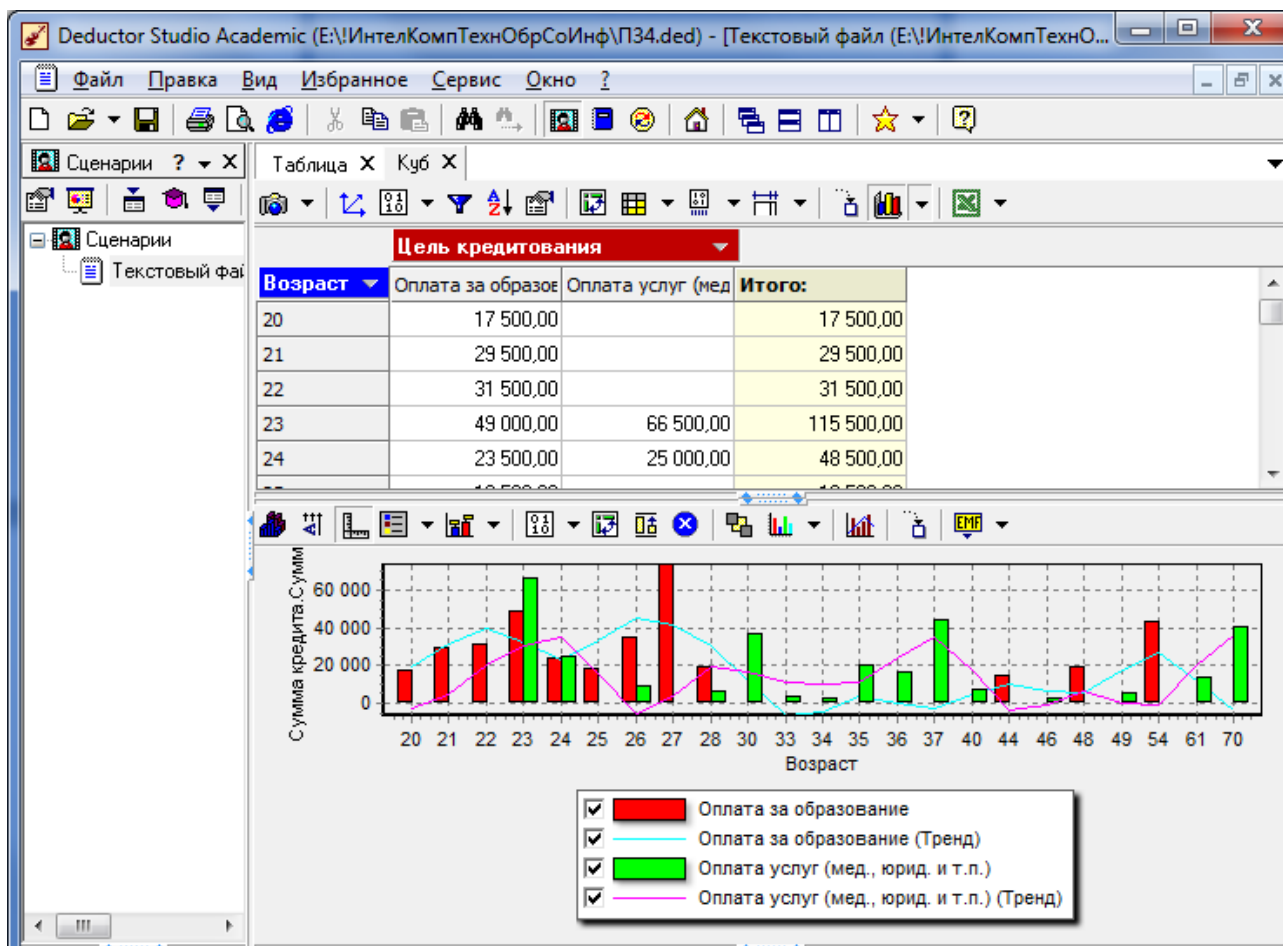 Deductor Studio Academic (E:\!ИнтелКомпТехнОбрСоИнф\П34.ded) - [Текстовый файл (E:\!ИнтелКомпТехнО...
Файл Правка Вид Избранное Сервис Окно ?
Сценарии ?
Таблица X Куб X
Сценарии
Текстовый фай
Цель кредитования
Возраст Оплата за образов Оплата услуг (мед Итого:
20 17 500,00 17 500,00
21 29 500,00 29 500,00
22 31 500,00 31 500,00
23 49 000,00 66 500,00 115 500,00
24 23 500,00 25 000,00 48 500,00
EMF
Сумма кредита.Сумм
60 000
40 000
20 000
0
20 21 22 23 24 25 26 27 28 30 33 34 35 36 37 40 44 46 48 49 54 61 70
Возраст
Оплата за образование
Оплата за образование (Тренд)
Оплата услуг (мед., юрид. и т.п.)
Оплата услуг (мед., юрид. и т.п.) (Тренд)